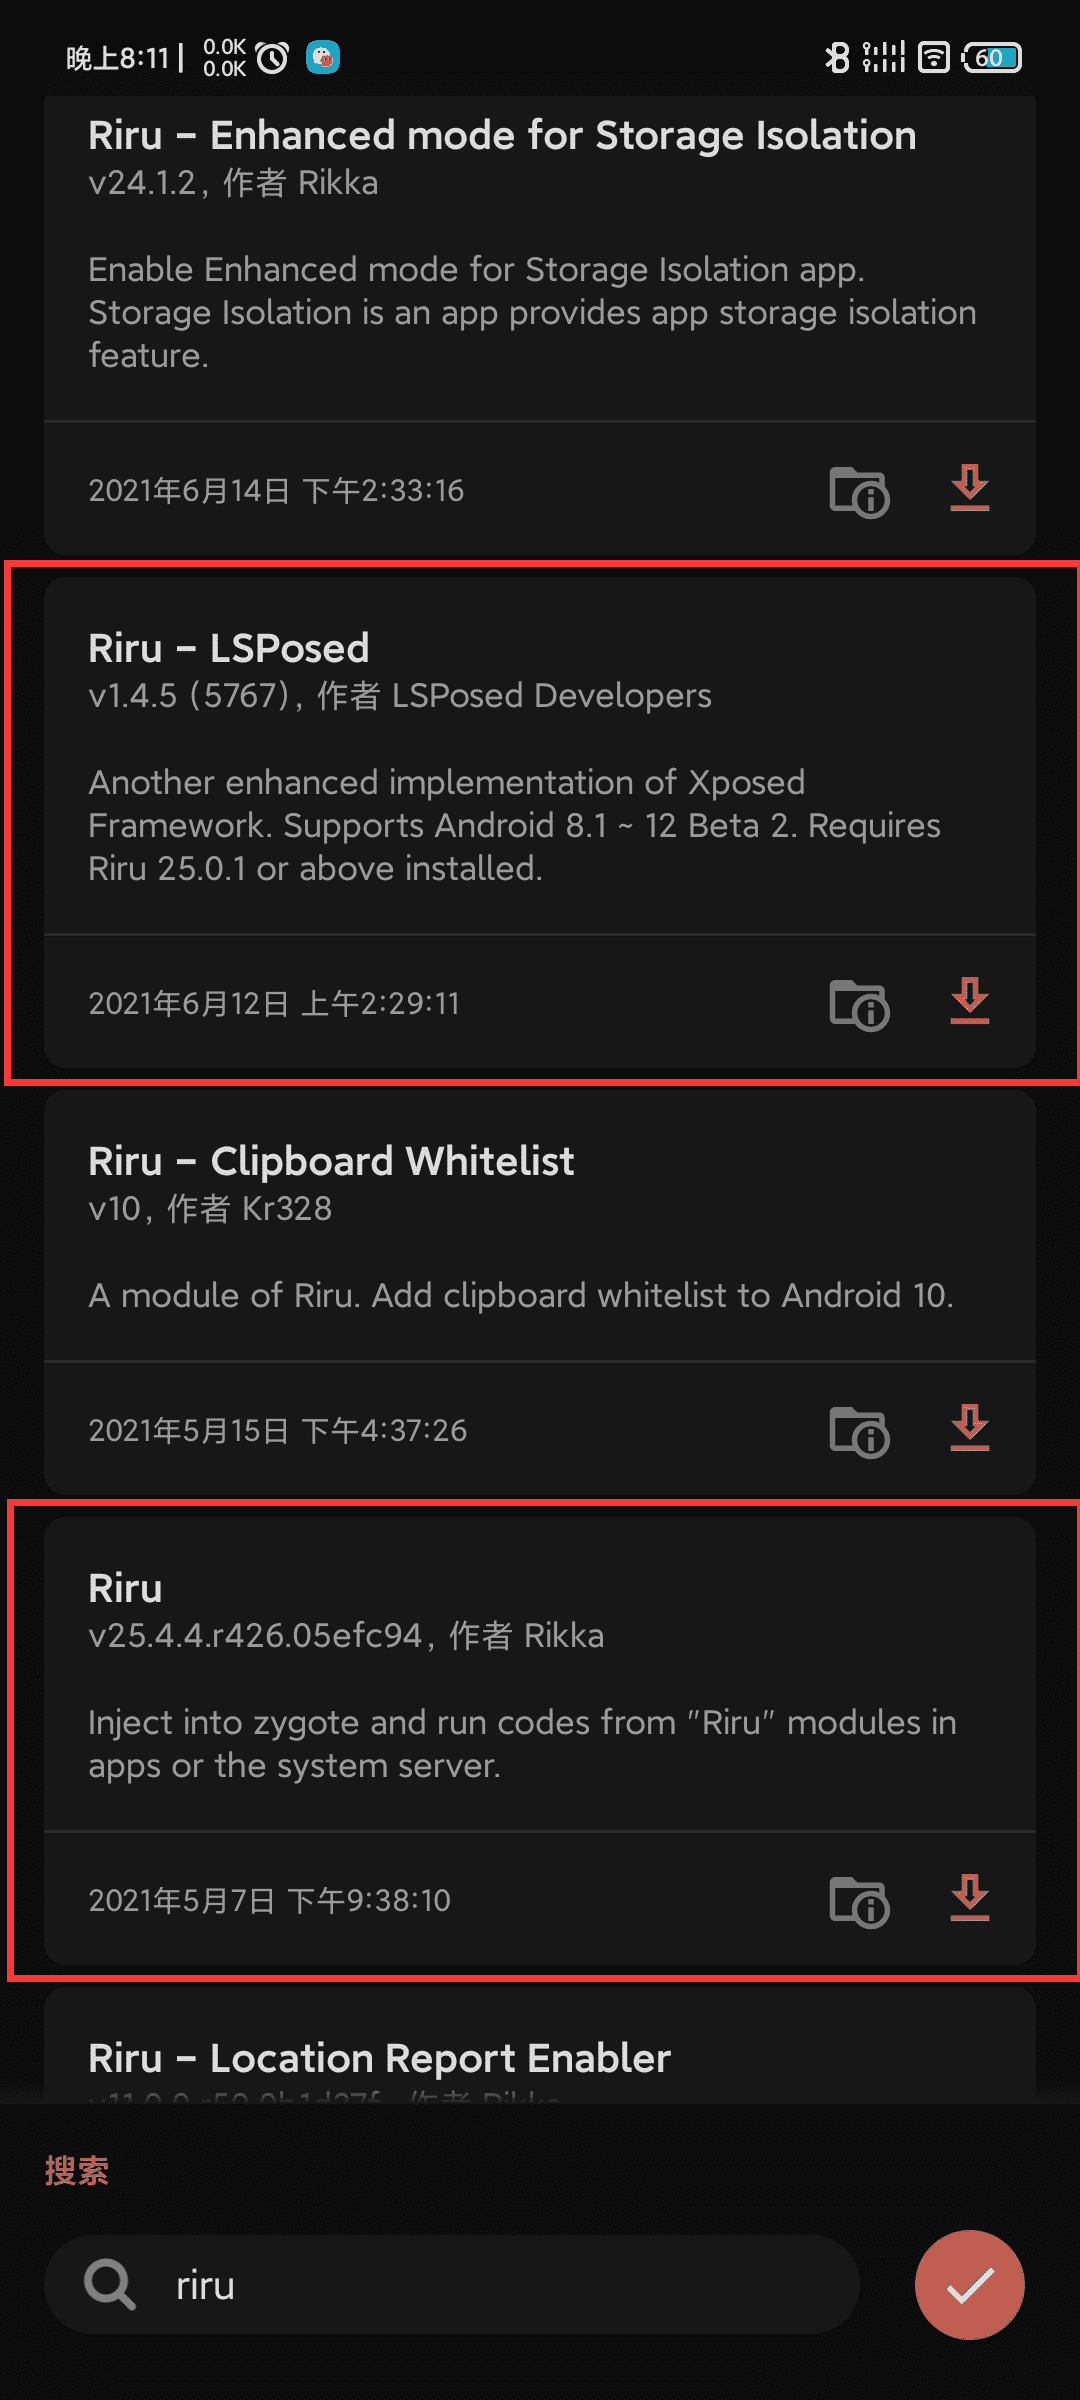 晚上8:11 | 0.0K
0.0K
60
Riru – Enhanced mode for Storage Isolation
v24.1.2, 作者 Rikka
Enable Enhanced mode for Storage Isolation app.
Storage Isolation is an app provides app storage isolation
feature.
2021年6月14日 下午2:33:16
Riru – LSPosed
v1.4.5 (5767), 作者 LSPosed Developers
Another enhanced implementation of Xposed
Framework. Supports Android 8.1 ~ 12 Beta 2. Requires
Riru 25.0.1 or above installed.
2021年6月12日 上午2:29:11
Riru – Clipboard Whitelist
v10, 作者 Kr328
A module of Riru. Add clipboard whitelist to Android 10.
2021年5月15日 下午4:37:26
Riru
v25.4.4.r426.05efc94, 作者 Rikka
Inject into zygote and run codes from "Riru" modules in
apps or the system server.
2021年5月7日 下午9:38:10
Riru – Location Report Enabler
作者 Rikka
搜索
riru